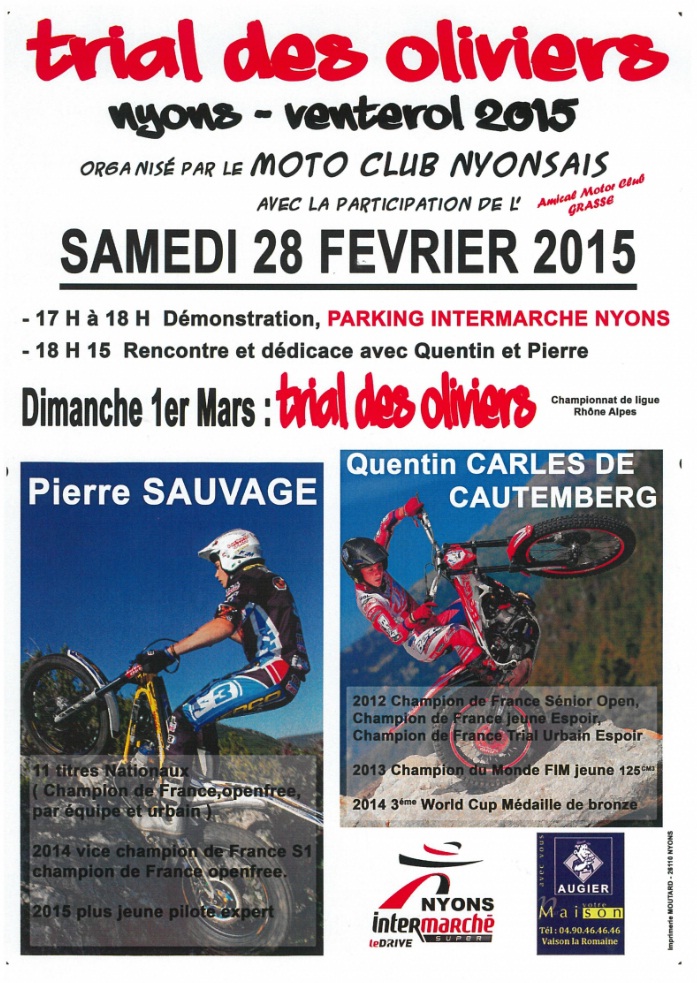 trial des oliviers
nyons - venterol 2015
ORGANISÉ PAR LE MOTO CLUB NYONSAIS
AVEC LA PARTICIPATION DE L' Amical Motor Club
GRASSE
SAMEDI 28 FEVRIER 2015
- 17 H à 18 H Démonstration, PARKING INTERMARCHE NYONS
- 18 H 15 Rencontre et dédicace avec Quentin et Pierre
Dimanche 1er Mars : trial des oliviers
Championnat de ligue
Rhône Alpes
Pierre SAUVAGE
11 titres Nationaux
( Champion de France,openfree,
par équipe et urbain )
2014 vice champion de France S1
champion de France openfree.
2015 plus jeune pilote expert
Quentin CARLES DE
CAUTEMBERG
2012 Champion de France Sénior Open,
Champion de France jeune Espoir,
Champion de France Trial Urbain Espoir
2013 Champion du Monde FIM jeune 125 CM3
2014 3ème World Cup Médaille de bronze
NYONS
intermarché
SUPER
le DRIVE
avec vous
AUGIER
votre
Maison
Tél : 04.90.46.46.46
Vaison la Romaine
Imprimerie MOUTARD - 26110 NYONS